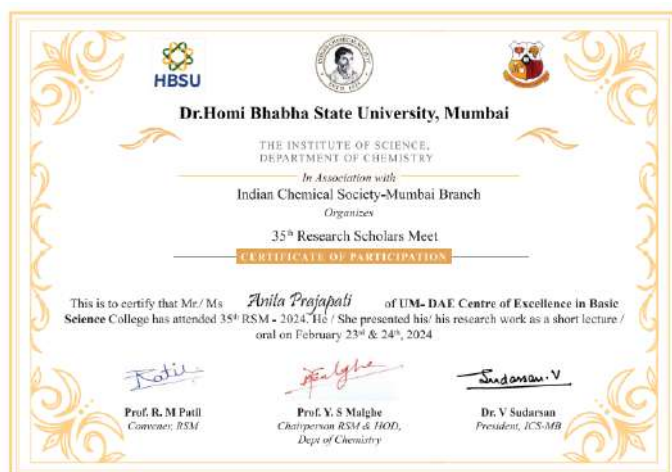 HBSU
Dr.Homi Bhabha State University, Mumbai
THE INSTITUTE OF SCIENCE,
DEPARTMENT OF CHEMISTRY
In Association with
Indian Chemical Society-Mumbai Branch
Organizes
35th Research Scholars Meet
CERTIFICATE OF PARTICIPATION
This is to certify that Mr./ Ms Anita Prajapati of UM- DAE Centre of Excellence in Basic
Science College has attended 35th RSM - 2024. He / She presented his/ his research work as a short lecture /
oral on February 23rd & 24th, 2024
Sudarsan. V
Prof. R. M Patil
Convener, RSM
Prof. Y. S Malghe
Chairperson RSM & HOD,
Dept of Chemistry
Dr. V Sudarsan
President, ICS-MB